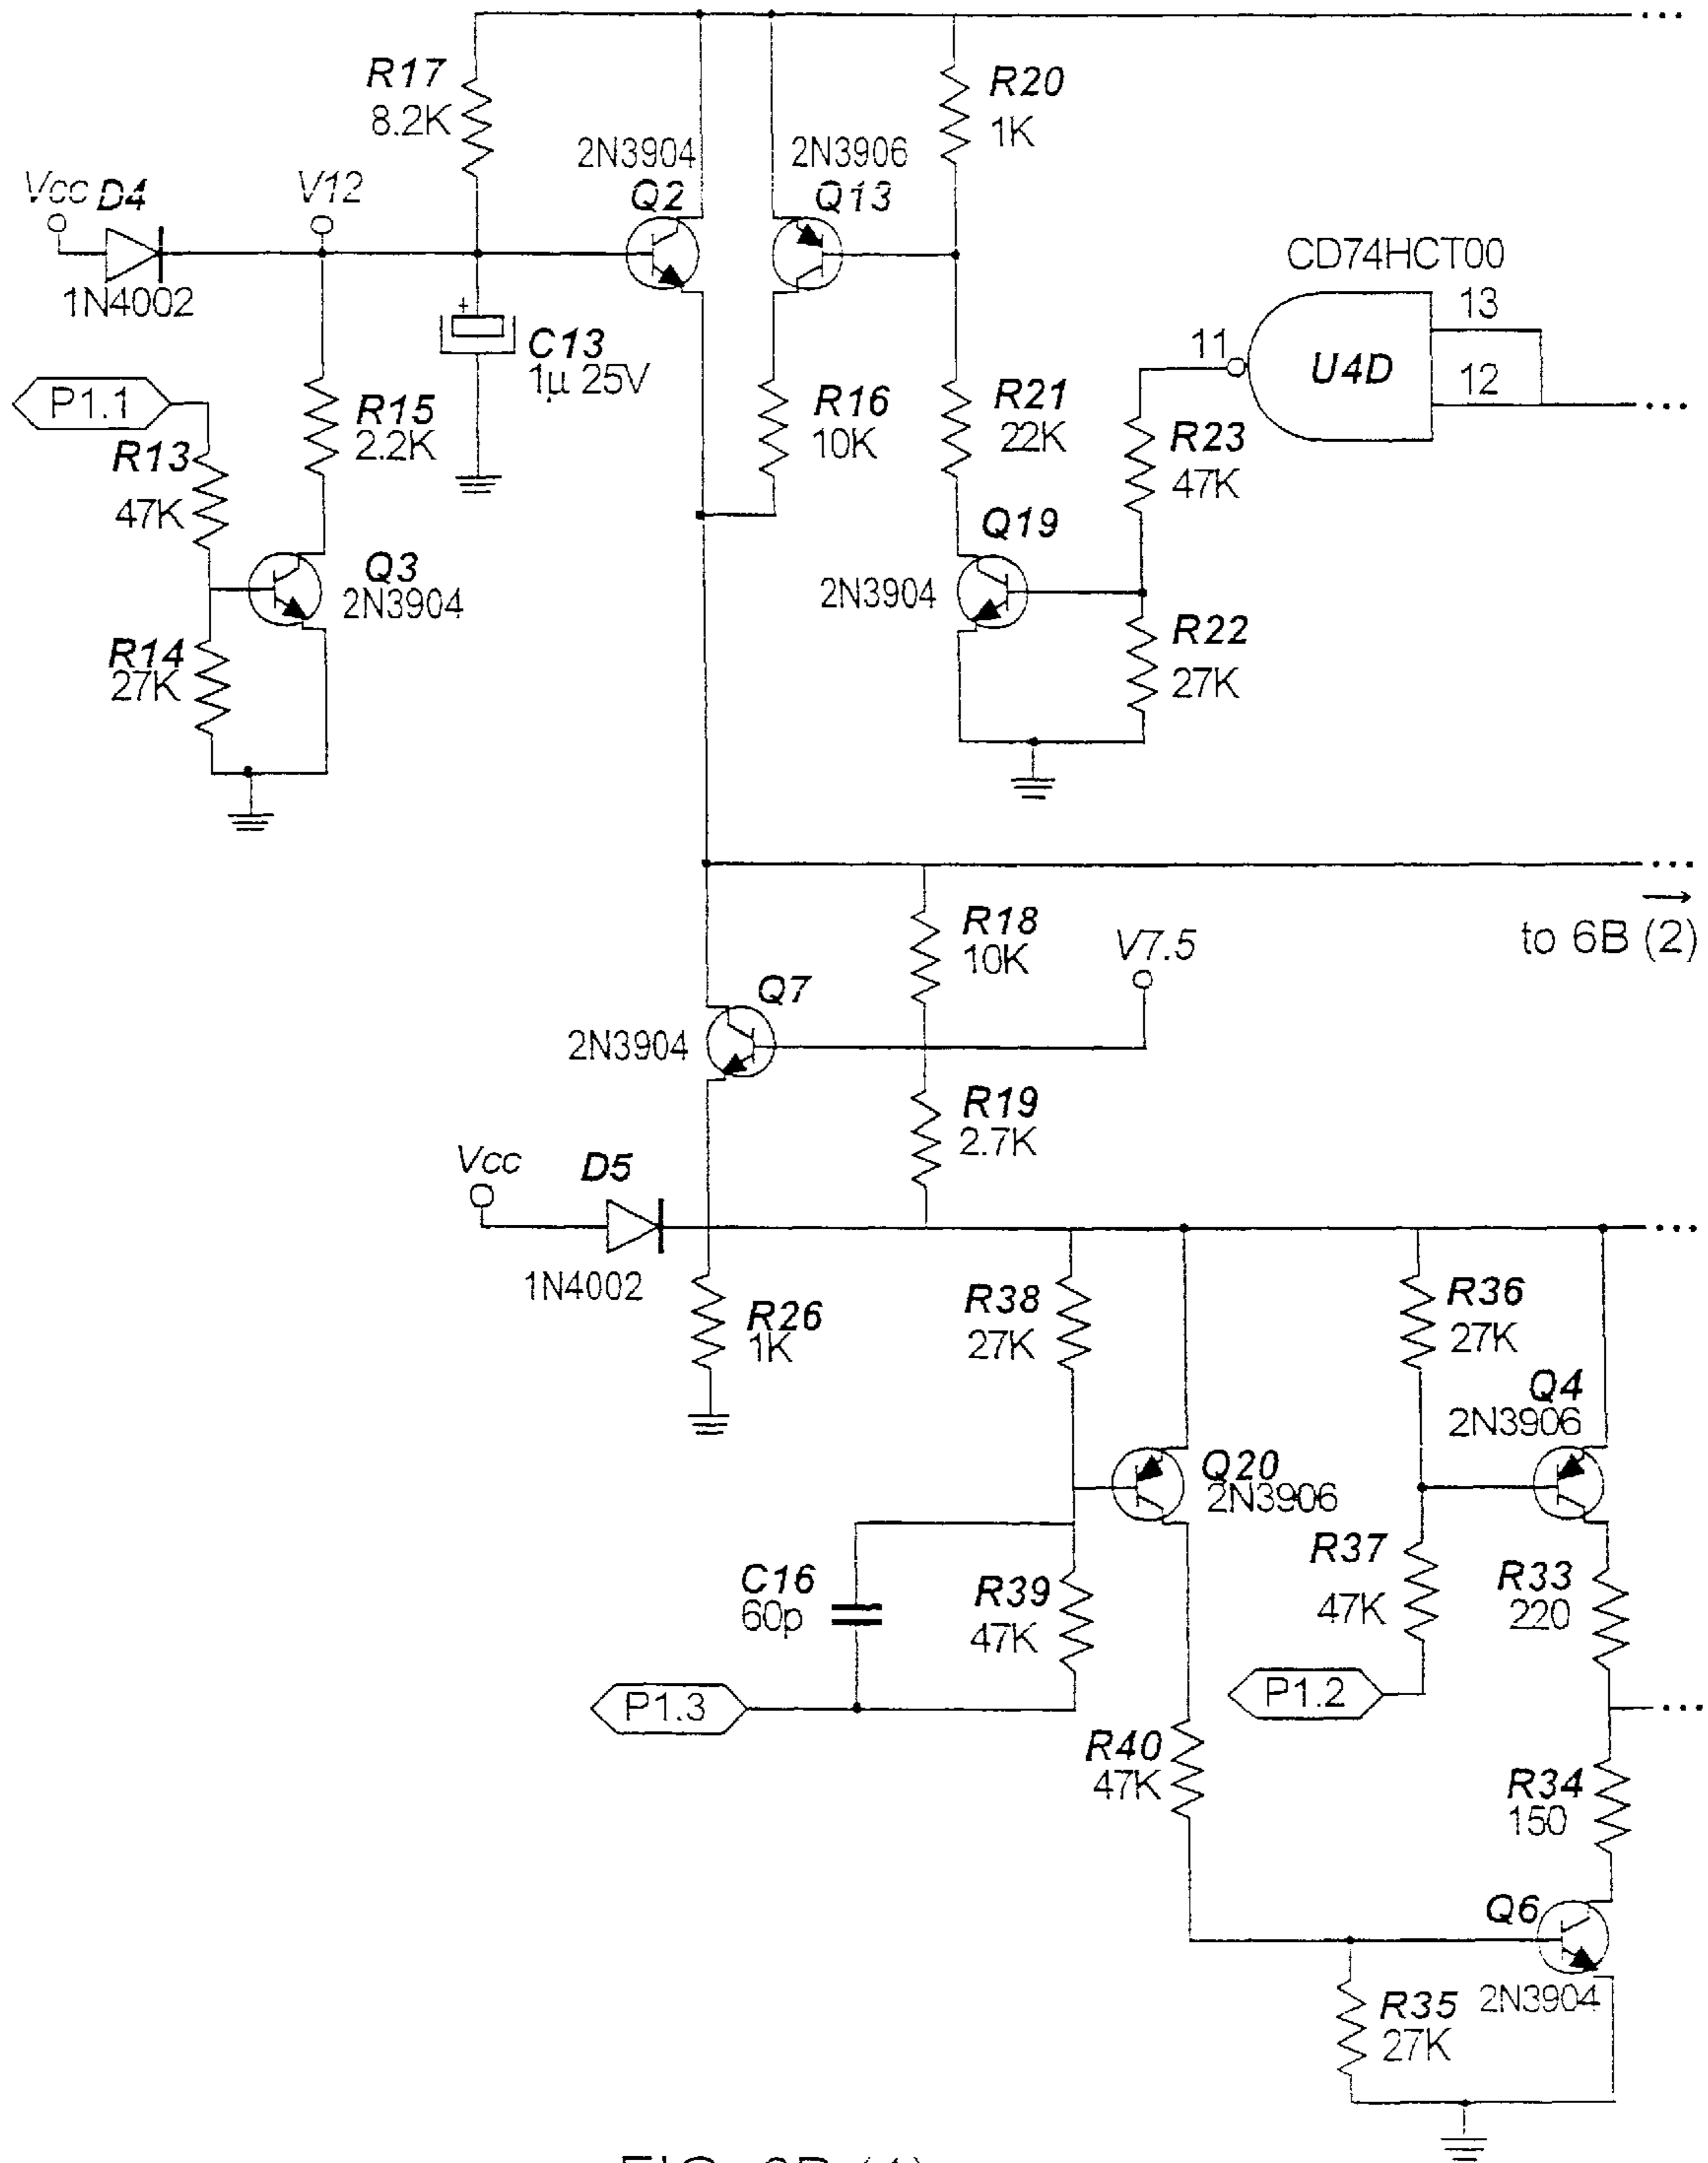 ...
R17
8.2K
R20
1K
2N3904
Q2
2N3906
Q13
Vcc
D4
V12
1N4002
+
C13
1µ 25V
CD74HCT00
13
12
11
U4D
P1.1
R15
2.2K
R16
10K
R21
22K
R23
47K
...
R13
47K
Q19
2N3904
Q3
2N3904
R14
27K
R22
27K
...
to 6B (2)
R18
10K
V7.5
Q7
2N3904
R19
2.7K
Vcc
D5
1N4002
...
R26
1K
R38
27K
R36
27K
Q4
2N3906
Q20
2N3906
C16
60p
R39
47K
R37
47K
R33
220
P1.3
P1.2
...
R40
47K
R34
150
Q6
2N3904
R35
27K